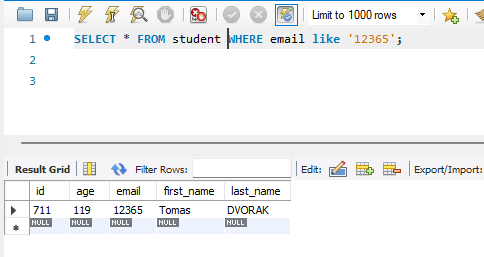 Limit to 1000 rows
1 SELECT * FROM student WHERE email like '12365';
2
3
Result Grid Filter Rows: Edit: Export/Import:
id age email first_name last_name
711 119 12365 Tomas DVORAK
NULL NULL NULL NULL NULL